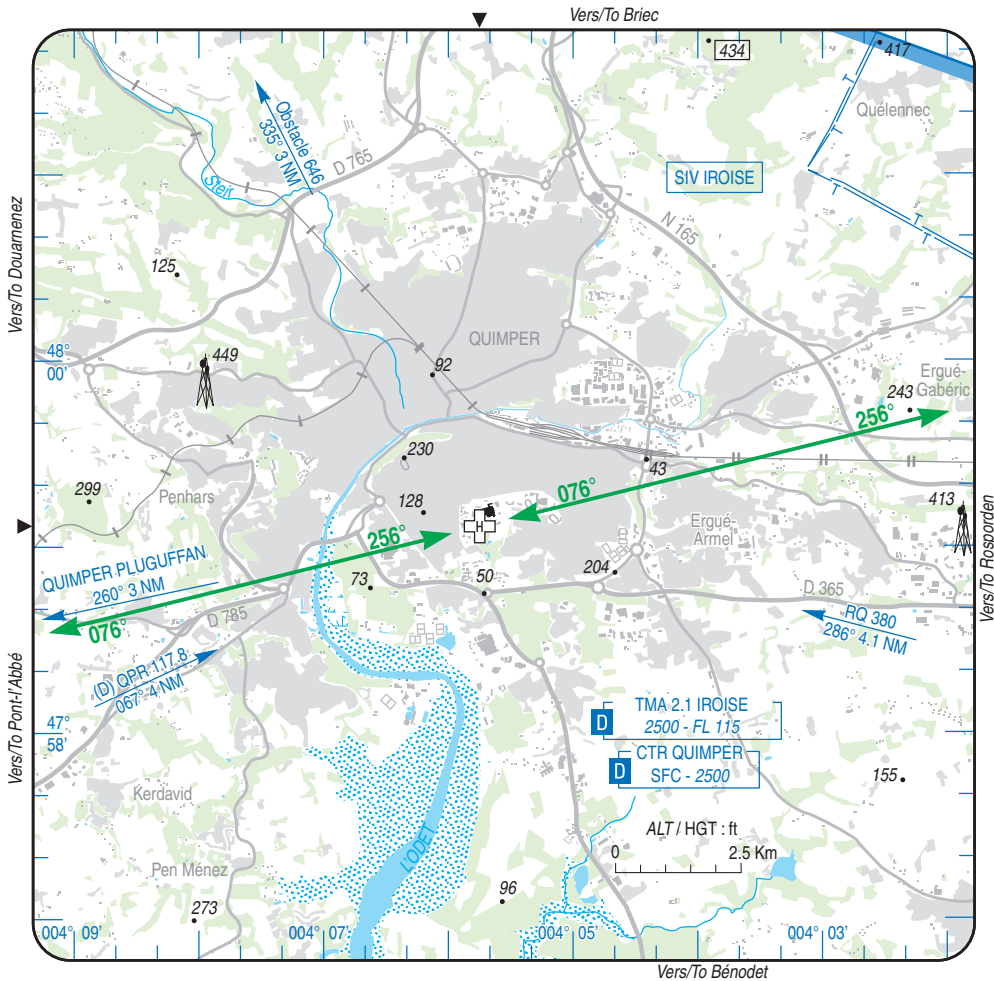 Vers/To Briec
434
417
Quélennec
Obstacle 646
335° 3 NM
D 765
Steir
SIV IROISE
T
T
T
T
T
T
N 165
Vers/To Douarnenez
125
QUIMPER
48°
00'
449
92
Ergué-
Gabéric
243
256°
230
43
076°
299
Penhars
128
H
413
Ergué-
Armel
256°
QUIMPER PLUGUFFAN
260° 3 NM
73
50
204
D 365
Vers/To Rosporden
076°
D 785
RQ 380
286° 4.1 NM
(D) QPR 117.8
067° 4 NM
Vers/To Pont-l'Abbé
47°
58'
D
TMA 2.1 IROISE
2500 - FL 115
D
CTR QUIMPER
SFC - 2500
155
Kerdavid
ALT / HGT : ft
0 2.5 Km
L'ODET
Pen Ménez
96
273
004° 09'
004° 07'
004° 05'
004° 03'
Vers/To Bénodet